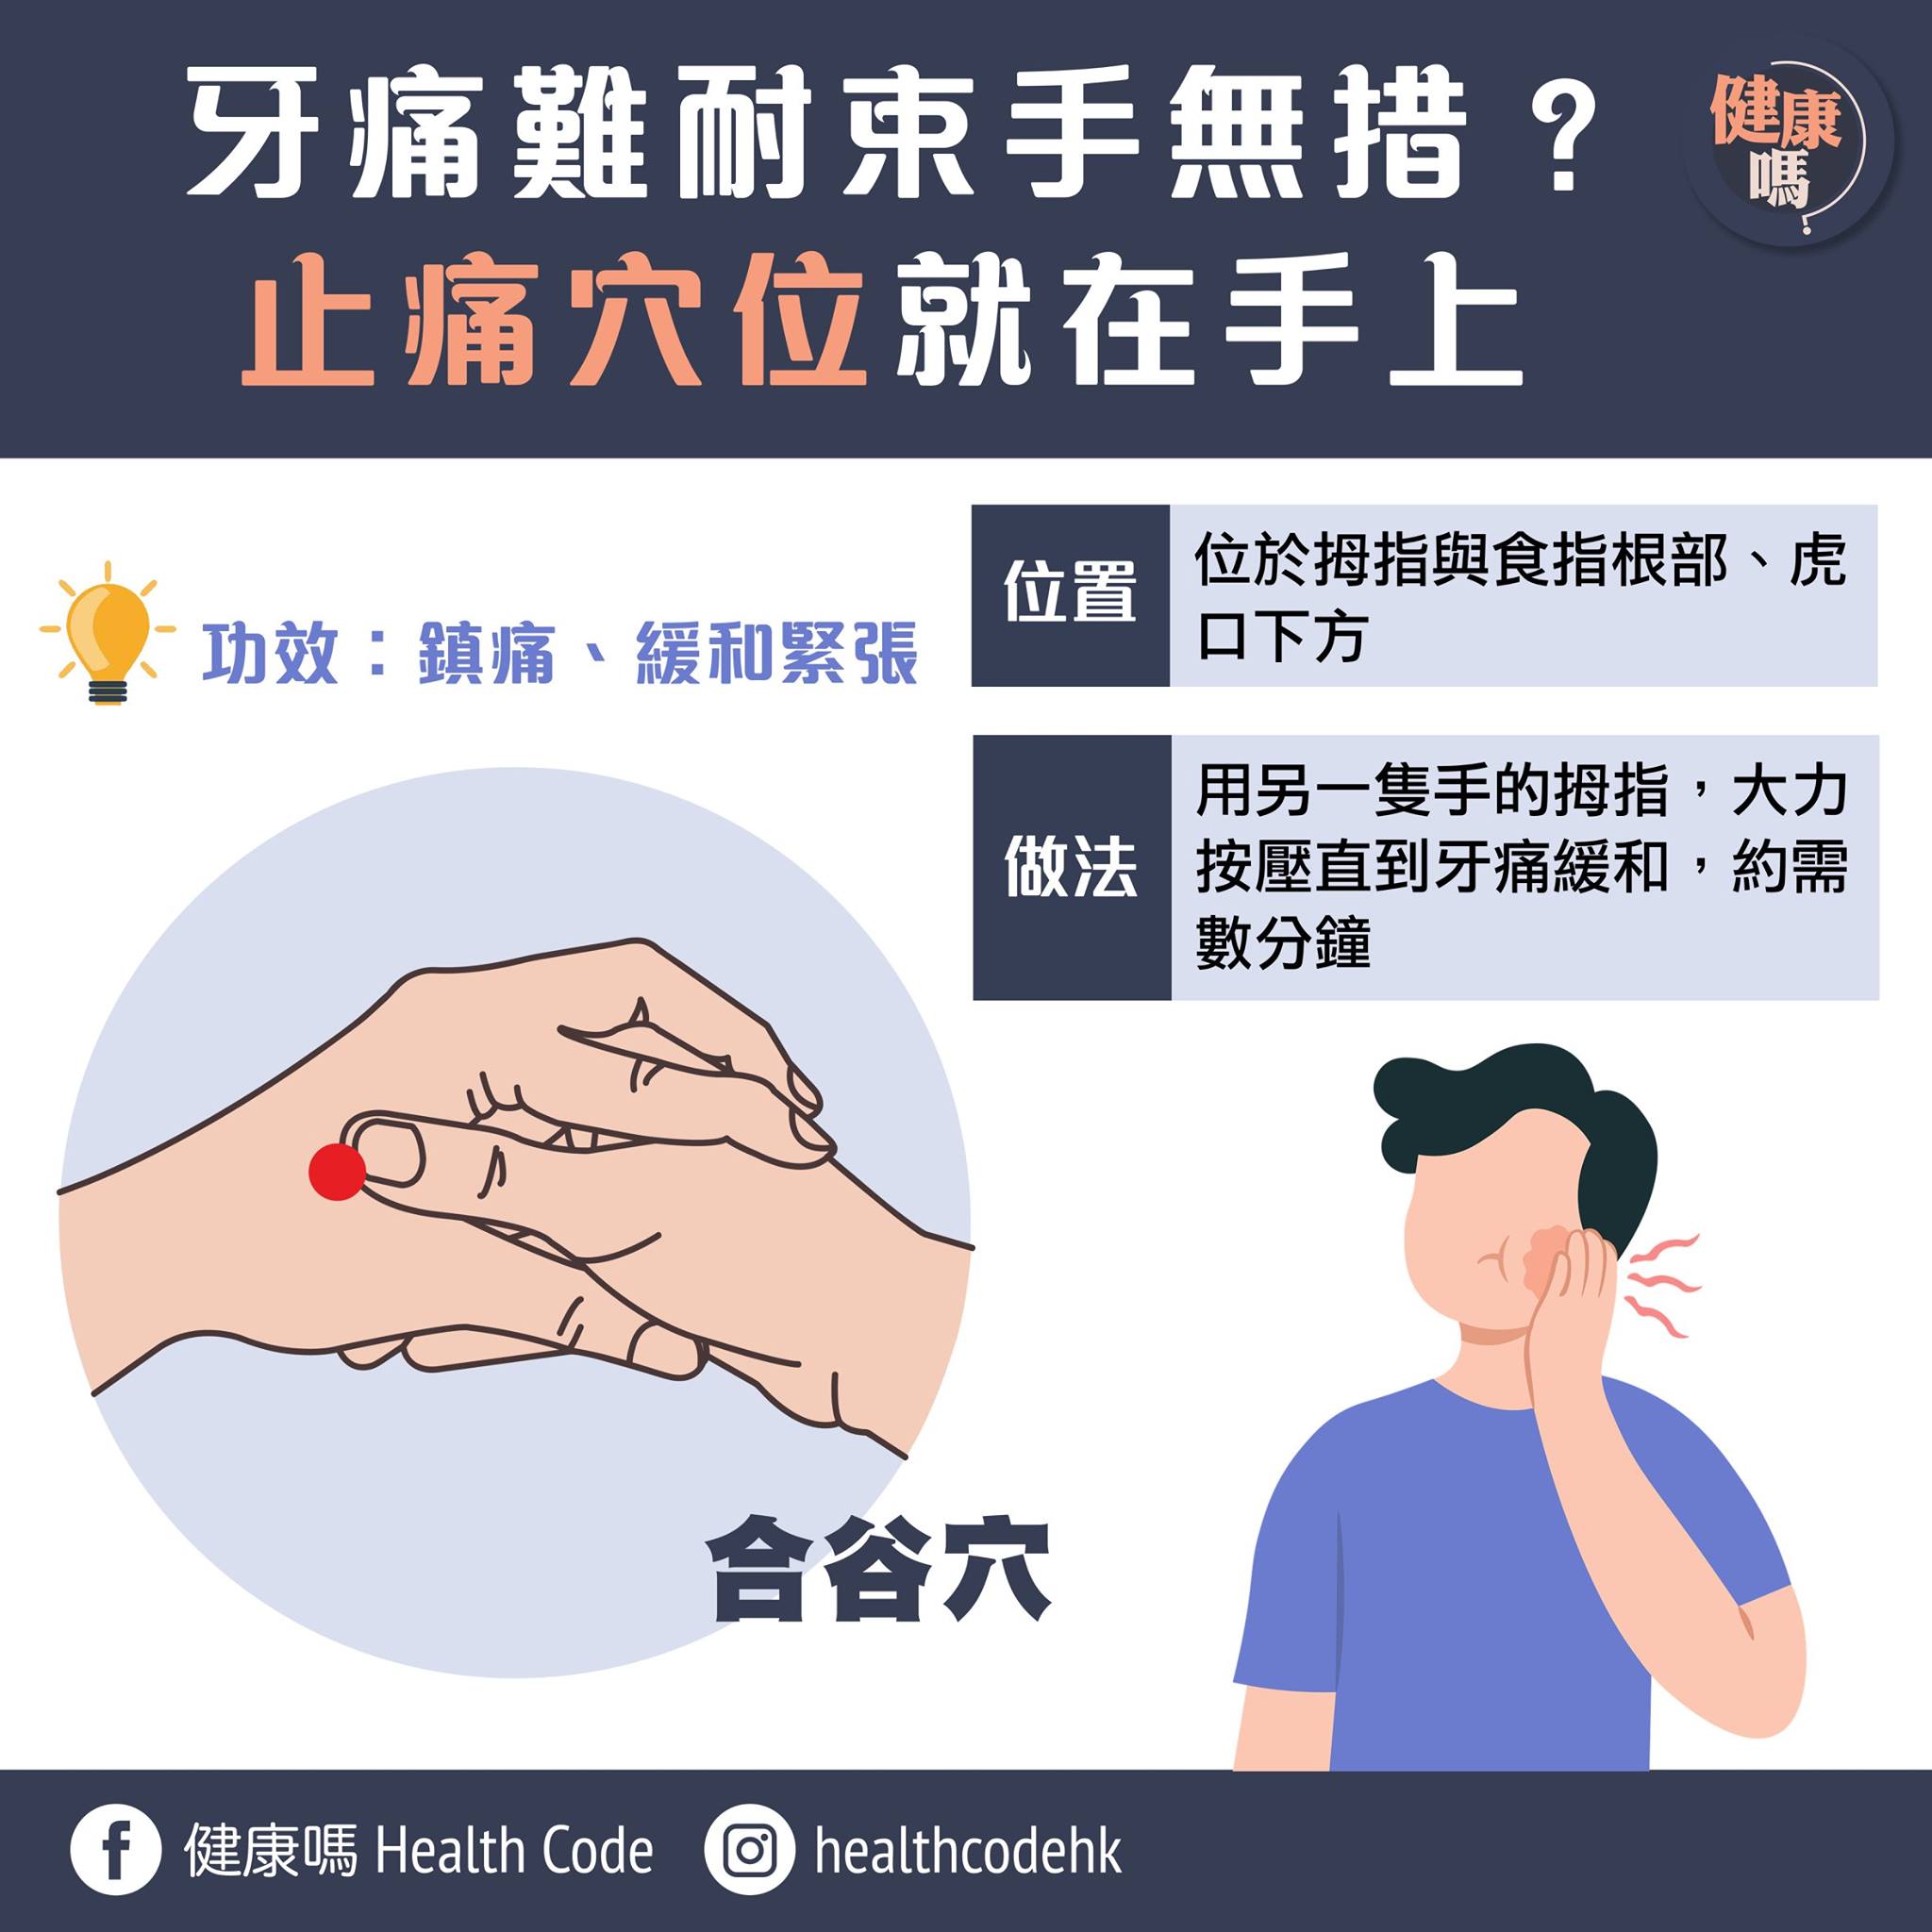 牙痛難耐束手無措？
止痛穴位就在手上
健康
嗎?
功效：鎮痛、緩和緊張
位置
位於拇指與食指根部、虎
口下方
做法
用另一隻手的拇指，大力
按壓直到牙痛緩和，約需
數分鐘
合谷穴
健康嗎 Health Code
healthcodehk